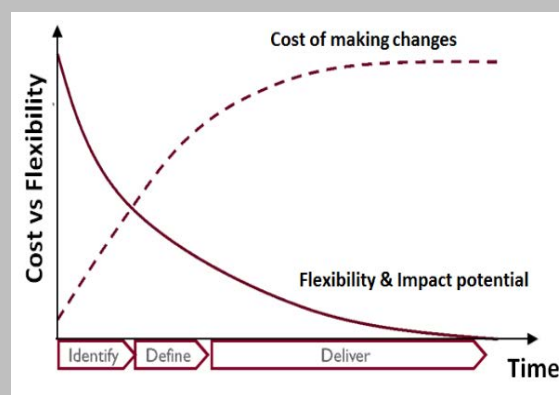 Cost of making changes
Cost vs Flexibility
Flexibility & Impact potential
Identify
Define
Deliver
Time